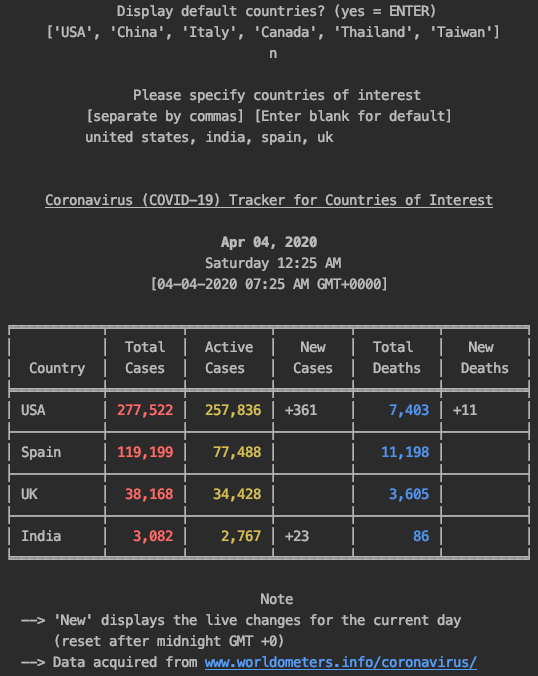 Display default countries? (yes = ENTER)
['USA', 'China', 'Italy', 'Canada', 'Thailand', 'Taiwan']
n
Please specify countries of interest
[separate by commas] [Enter blank for default]
united states, india, spain, uk
Coronavirus (COVID-19) Tracker for Countries of Interest
Apr 04, 2020
Saturday 12:25 AM
[04-04-2020 07:25 AM GMT+0000]
Total Active New Total New
Country Cases Cases Cases Deaths Deaths
USA 277,522 257,836 +361 7,403 +11
Spain 119,199 77,488 11,198
UK 38,168 34,428 3,605
India 3,082 2,767 +23 86
Note
——> 'New' displays the live changes for the current day
(reset after midnight GMT +0)
——> Data acquired from www.worldometers.info/coronavirus/